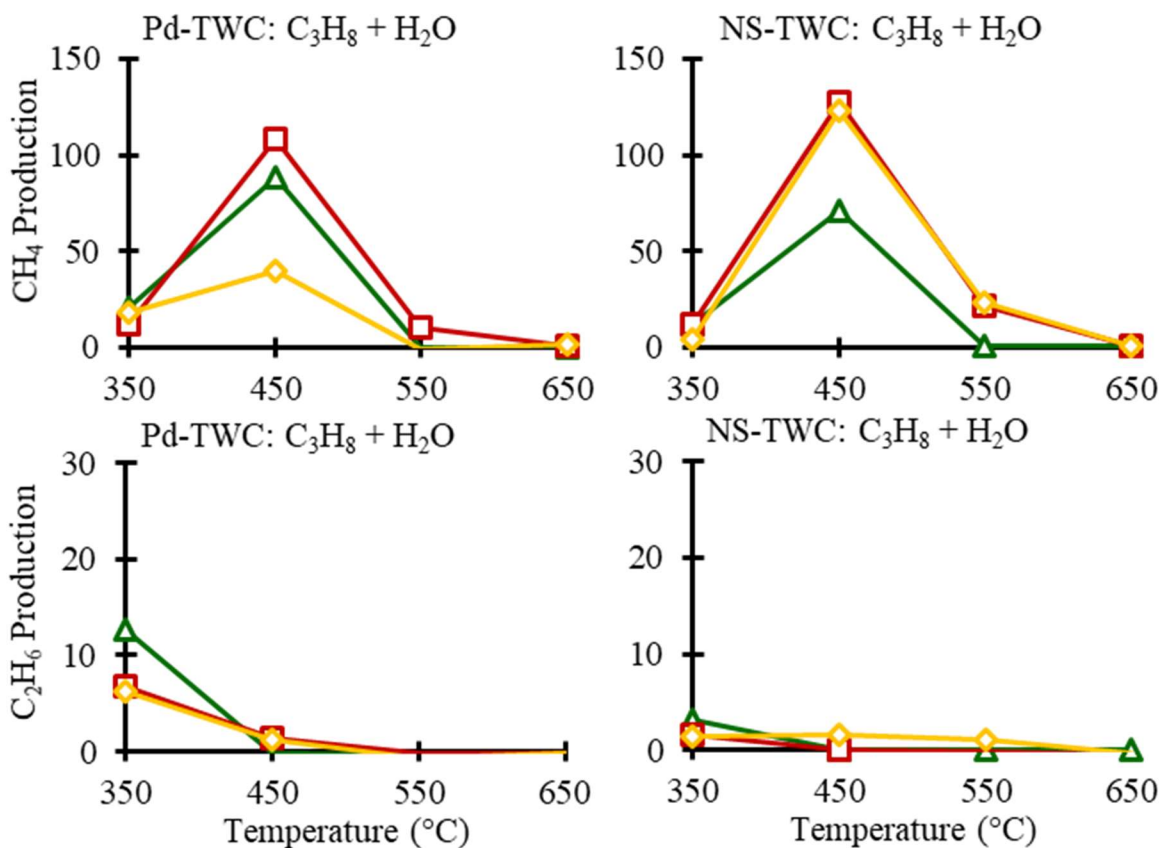 Pd-TWC: C₃H₈ + H₂O
CH₄ Production
150
100
50
0
350 450 550 650
NS-TWC: C₃H₈ + H₂O
150
100
50
0
350 450 550 650
Pd-TWC: C₃H₈ + H₂O
C₂H₆ Production
30
20
10
0
350 450 550 650
Temperature (°C)
NS-TWC: C₃H₈ + H₂O
30
20
10
0
350 450 550 650
Temperature (°C)